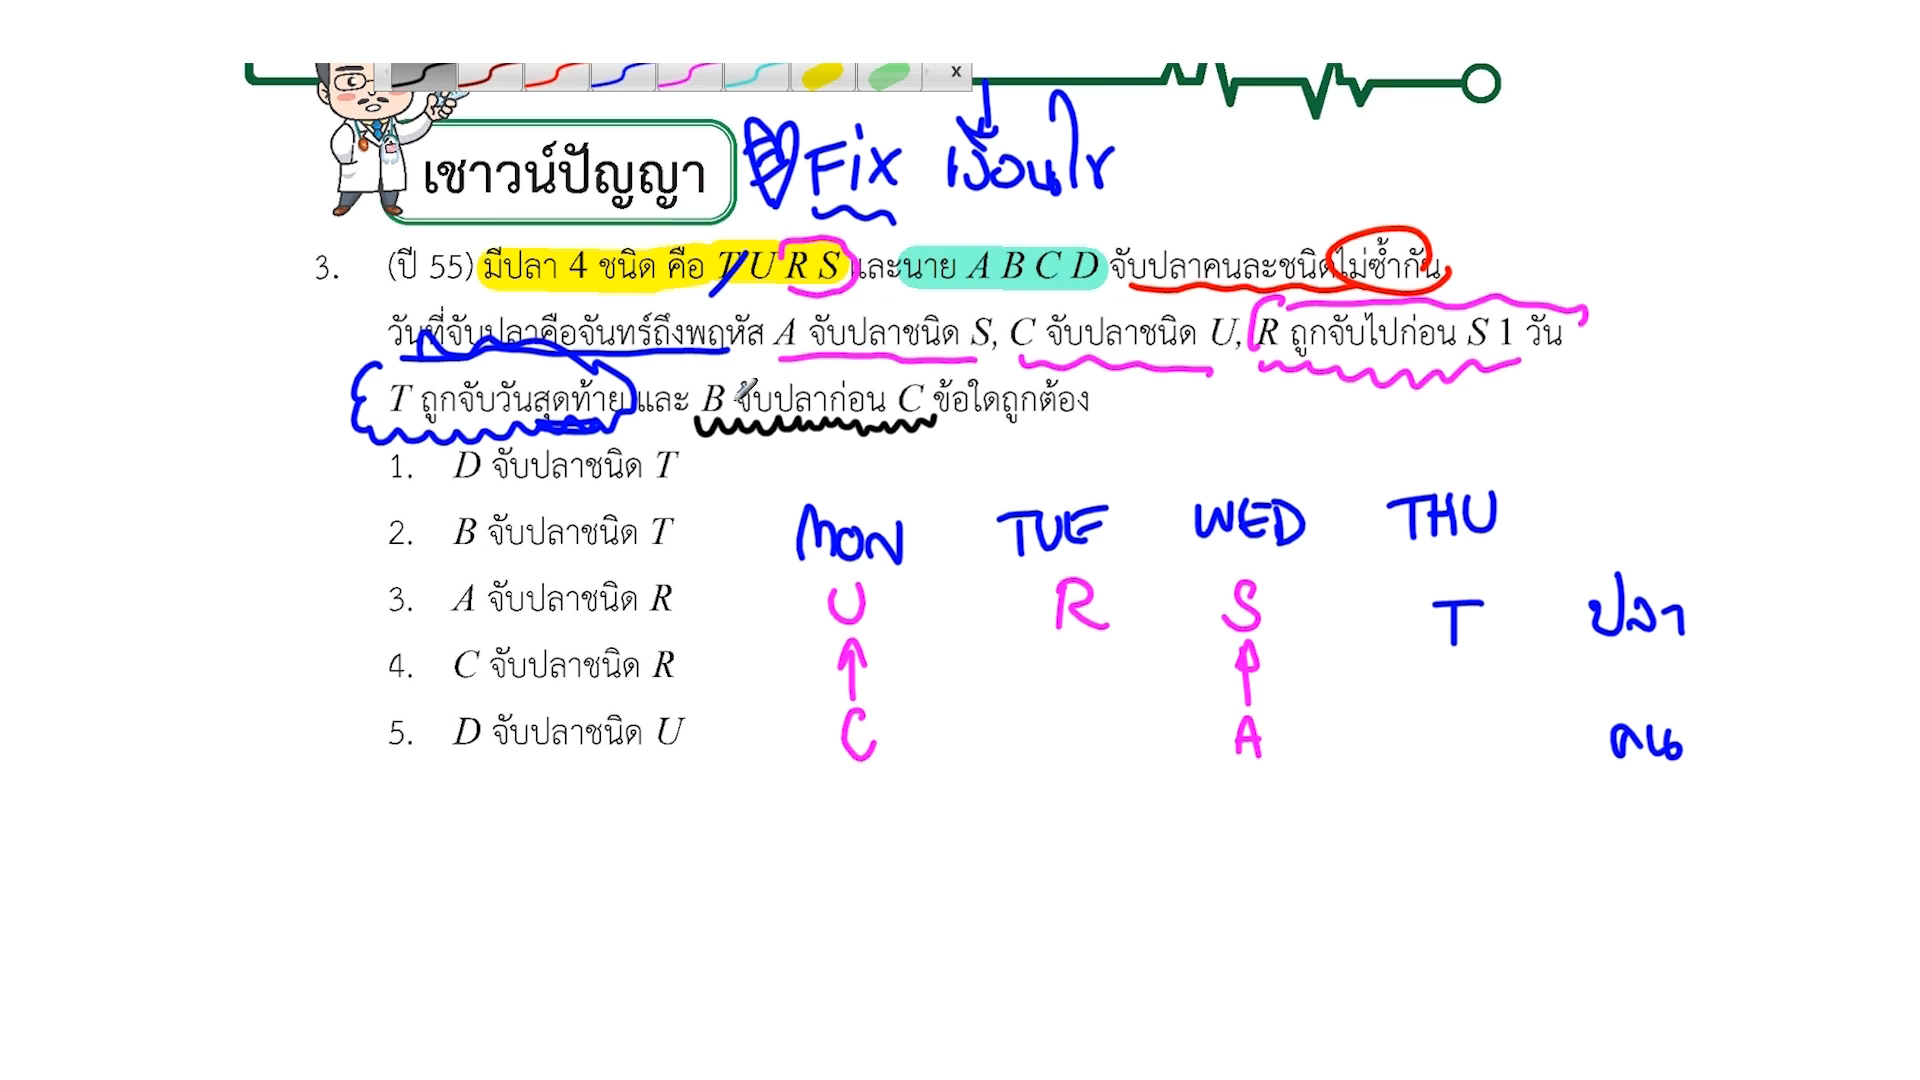 x
เชาวน์ปัญญา Fix เงื่อนไข
3. (ปี 55) มีปลา 4 ชนิด คือ T U R S และนาย A B C D จับปลาคนละชนิดไม่ซ้ำกัน
วันที่จับปลาคือจันทร์ถึงพฤหัส A จับปลาชนิด S, C จับปลาชนิด U, R ถูกจับไปก่อน S 1 วัน
T ถูกจับวันสุดท้าย และ B จับปลาก่อน C ข้อใดถูกต้อง
1. D จับปลาชนิด T
2. B จับปลาชนิด T
3. A จับปลาชนิด R
4. C จับปลาชนิด R
5. D จับปลาชนิด U
MON TUE WED THU
U R S T ปลา
C A คน